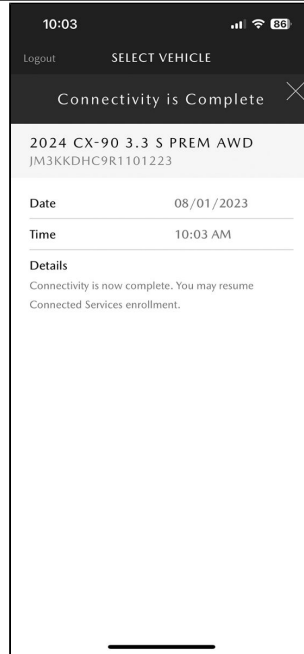 10:03
86
Logout
SELECT VEHICLE
Connectivity is Complete
2024 CX-90 3.3 S PREM AWD
JM3KKDHC9R1101223
Date 08/01/2023
Time 10:03 AM
Details
Connectivity is now complete. You may resume
Connected Services enrollment.